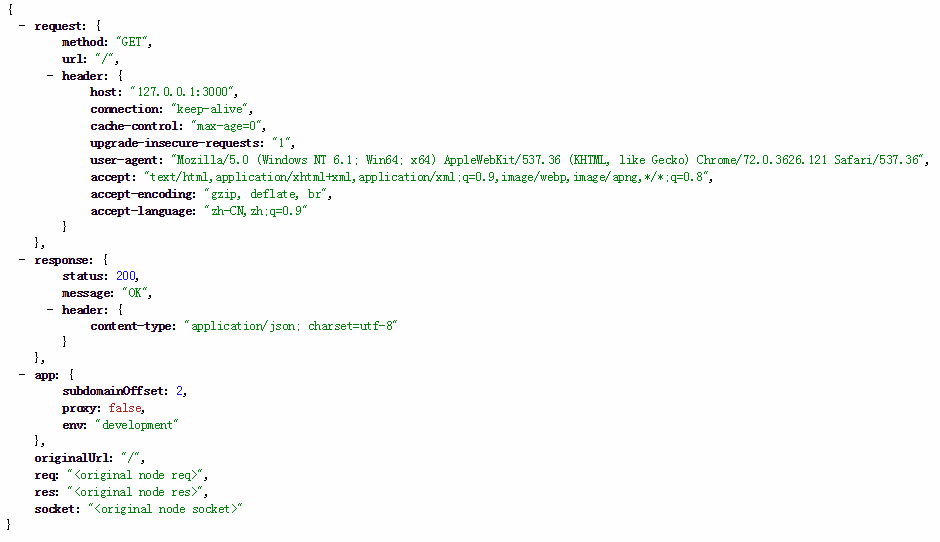 {
- request: {
method: "GET",
url: "/",
- header: {
host: "127.0.0.1:3000",
connection: "keep-alive",
cache-control: "max-age=0",
upgrade-insecure-requests: "1",
user-agent: "Mozilla/5.0 (Windows NT 6.1; Win64; x64) AppleWebKit/537.36 (KHTML, like Gecko) Chrome/72.0.3626.121 Safari/537.36",
accept: "text/html,application/xhtml+xml,application/xml;q=0.9,image/webp,image/apng,*/*;q=0.8",
accept-encoding: "gzip, deflate, br",
accept-language: "zh-CN,zh;q=0.9"
}
},
- response: {
status: 200,
message: "OK",
- header: {
content-type: "application/json; charset=utf-8"
}
},
- app: {
subdomainOffset: 2,
proxy: false,
env: "development"
},
originalUrl: "/",
req: "<original node req>",
res: "<original node res>",
socket: "<original node socket>"
}